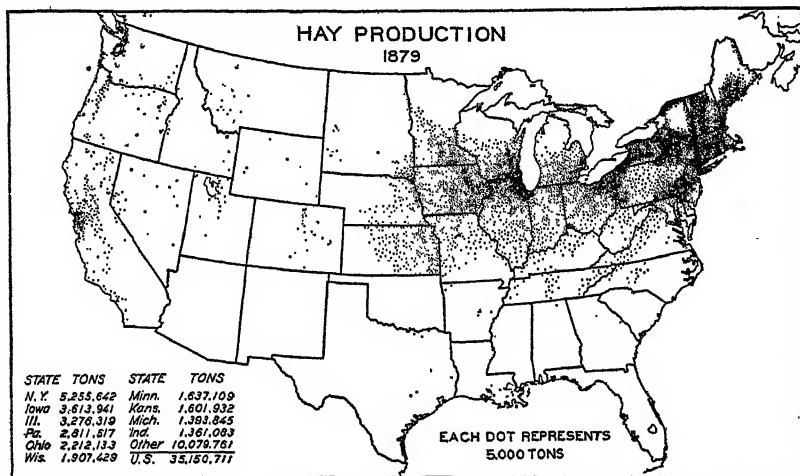 HAY PRODUCTION
1879
STATE TONS STATE TONS
N.Y. 5,255,642 Minn. 1,637,109
Iowa 3,613,941 Kans. 1,601,932
Ill. 3,276,319 Mich. 1,393,845
Pa. 2,811,517 Ind. 1,361,083
Ohio 2,212,133 Other 10,079,761
Wis. 1,907,429 U.S. 35,150,711
EACH DOT REPRESENTS
5,000 TONS